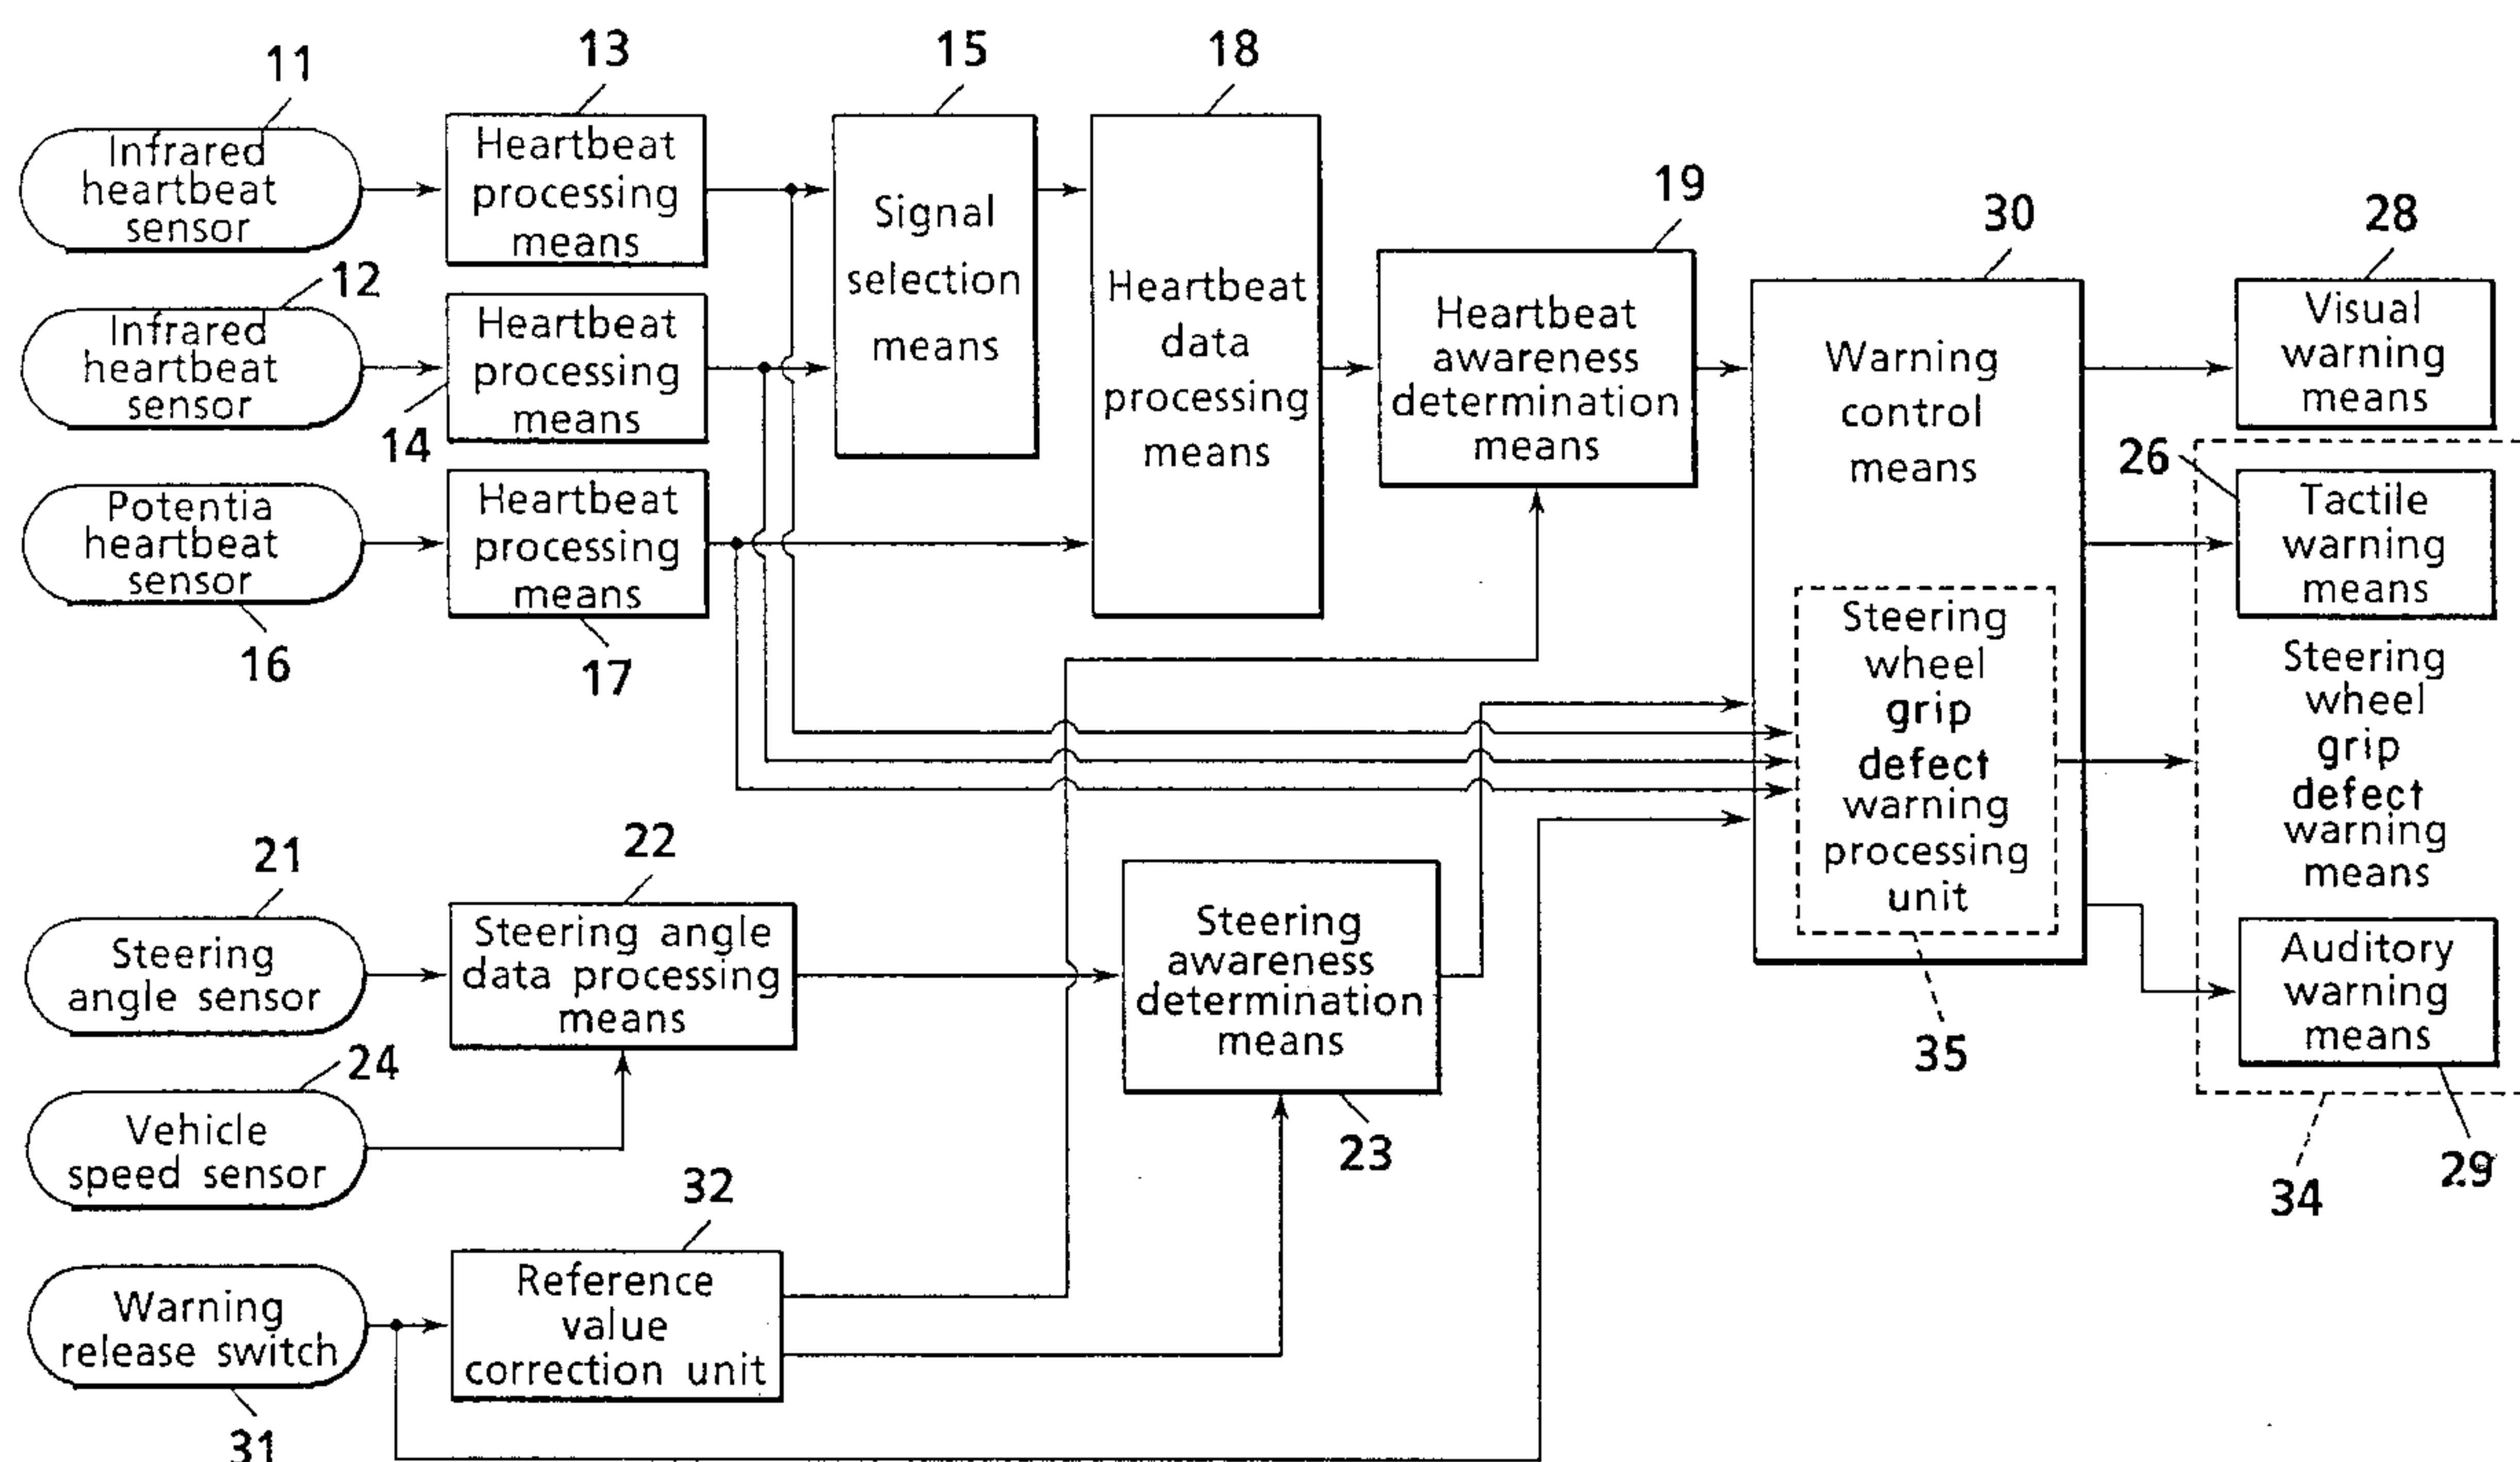 11
13
15
18
Infrared
heartbeat
sensor
Heartbeat
processing
means
Signal
selection
means
Heartbeat
data
processing
means
19
Heartbeat
awareness
determination
means
30
Warning
control
means
28
Visual
warning
means
12
Infrared
heartbeat
sensor
14
Heartbeat
processing
means
26
Tactile
warning
means
Potentia
heartbeat
sensor
16
Heartbeat
processing
means
17
Steering
wheel
grip
defect
warning
processing
unit
35
Steering
wheel
grip
defect
warning
means
21
Steering
angle sensor
22
Steering angle
data processing
means
Steering
awareness
determination
means
23
Auditory
warning
means
29
34
24
Vehicle
speed sensor
32
Reference
value
correction unit
Warning
release switch
31